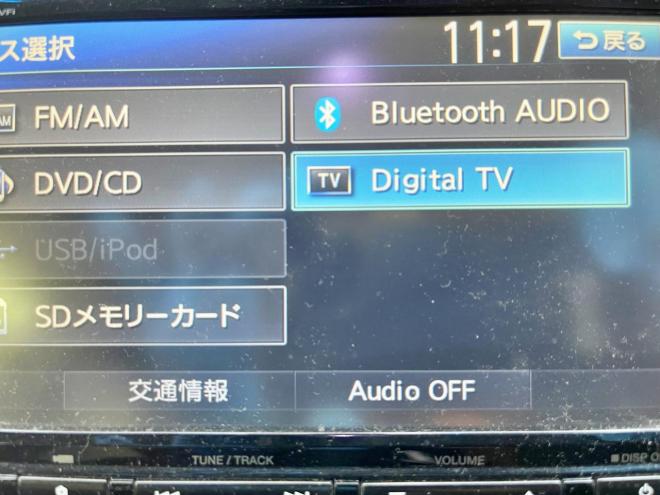 ス選択
11:17
戻る
AM
FM/AM
Bluetooth AUDIO
DVD/CD
TV
Digital TV
USB/iPod
SDメモリーカード
交通情報
Audio OFF
TUNE/TRACK
VOLUME
DISP